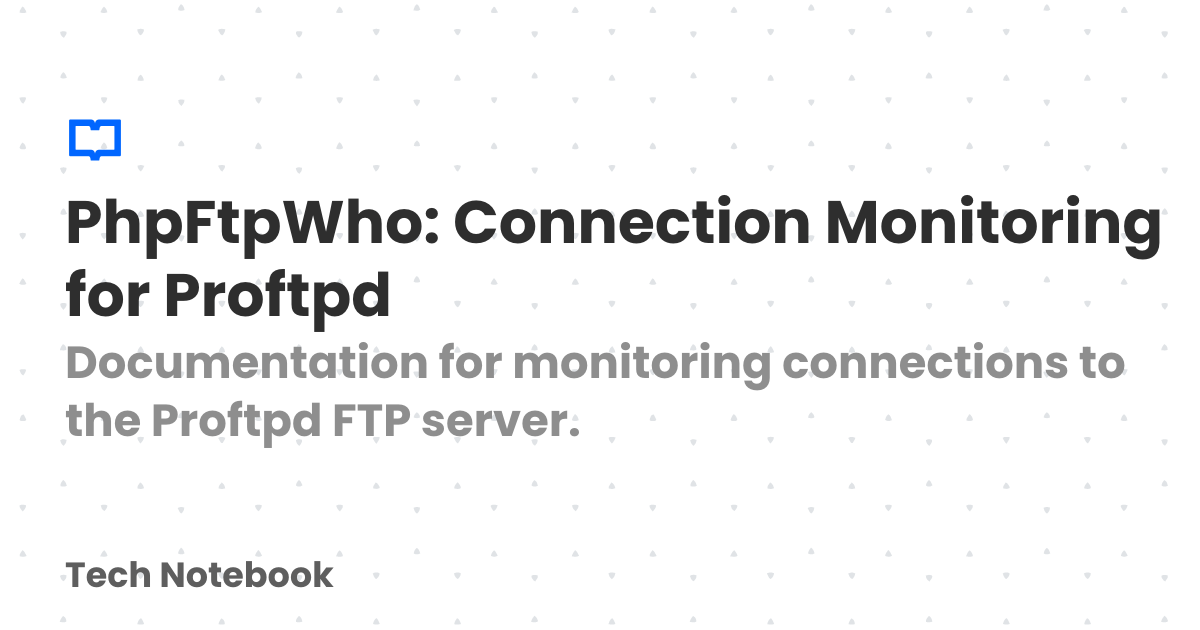 PhpFtpWho: Connection Monitoring
for Proftpd
Documentation for monitoring connections to
the Proftpd FTP server.
Tech Notebook